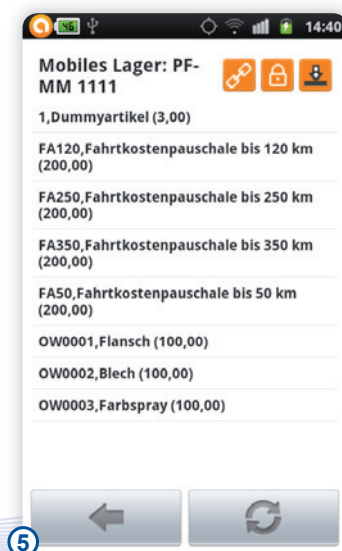 46
14:40
Mobiles Lager: PF-
MM 1111
1,Dummyartikel (3,00)
FA120,Fahrtkostenpauschale bis 120 km
(200,00)
FA250,Fahrtkostenpauschale bis 250 km
(200,00)
FA350,Fahrtkostenpauschale bis 350 km
(200,00)
FA50,Fahrtkostenpauschale bis 50 km
(200,00)
OW0001,Flansch (100,00)
OW0002,Blech (100,00)
OW0003,Farbspray (100,00)
5